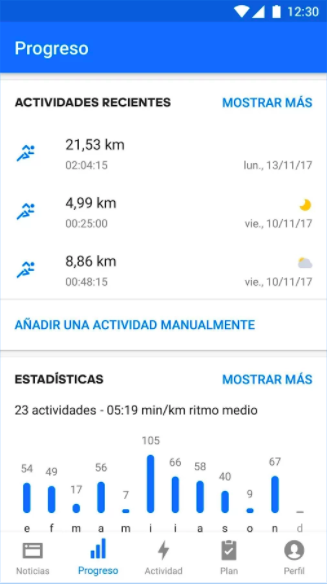 12:30
Progreso
ACTIVIDADES RECIENTES MOSTRAR MÁS
21,53 km
02:04:15 lun., 13/11/17
4,99 km
00:25:00 vie., 10/11/17
8,86 km
00:48:15 vie., 10/11/17
AÑADIR UNA ACTIVIDAD MANUALMENTE
ESTADÍSTICAS MOSTRAR MÁS
23 actividades - 05:19 min/km ritmo medio
54 49 17 56 7 105 66 58 40 9 67
e f m a m j j a s o n d
Noticias Progreso Actividad Plan Perfil